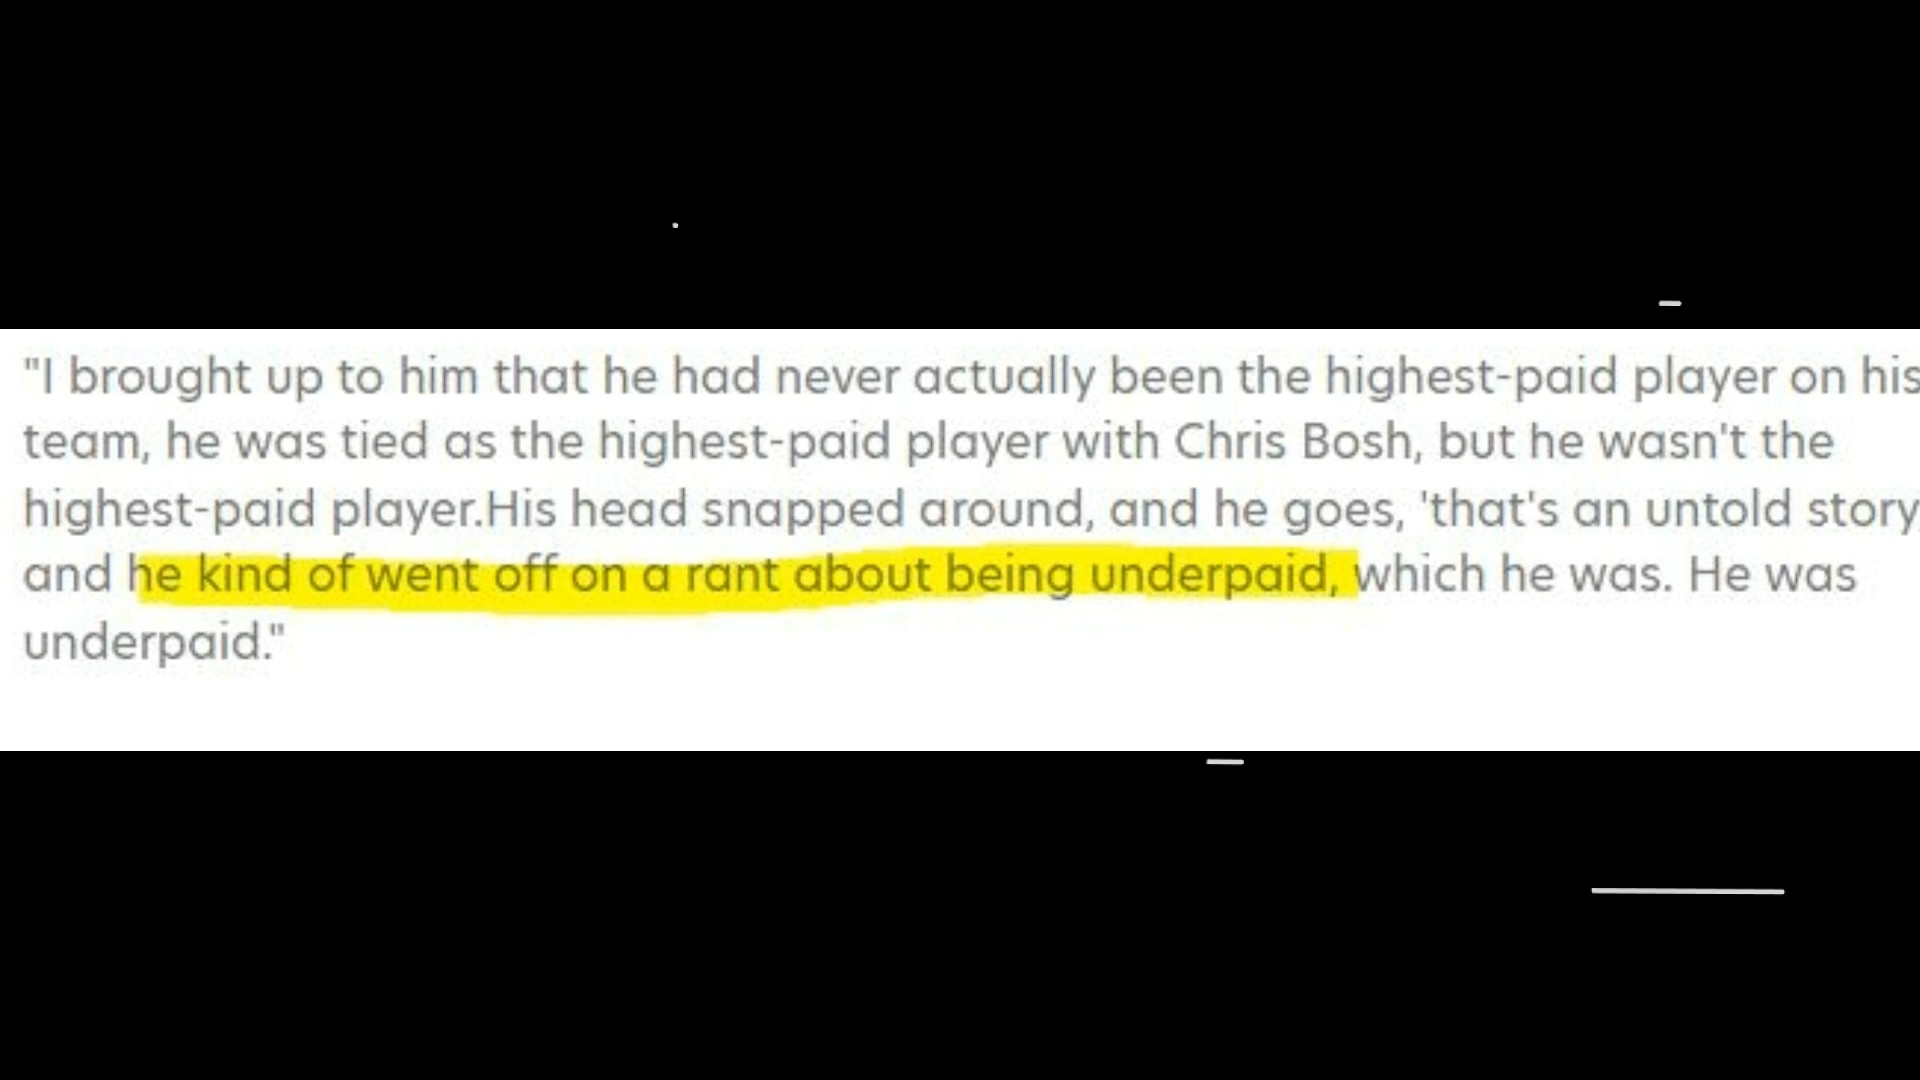 "I brought up to him that he had never actually been the highest-paid player on his
team, he was tied as the highest-paid player with Chris Bosh, but he wasn't the
highest-paid player.His head snapped around, and he goes, 'that's an untold story
and he kind of went off on a rant about being underpaid, which he was. He was
underpaid."